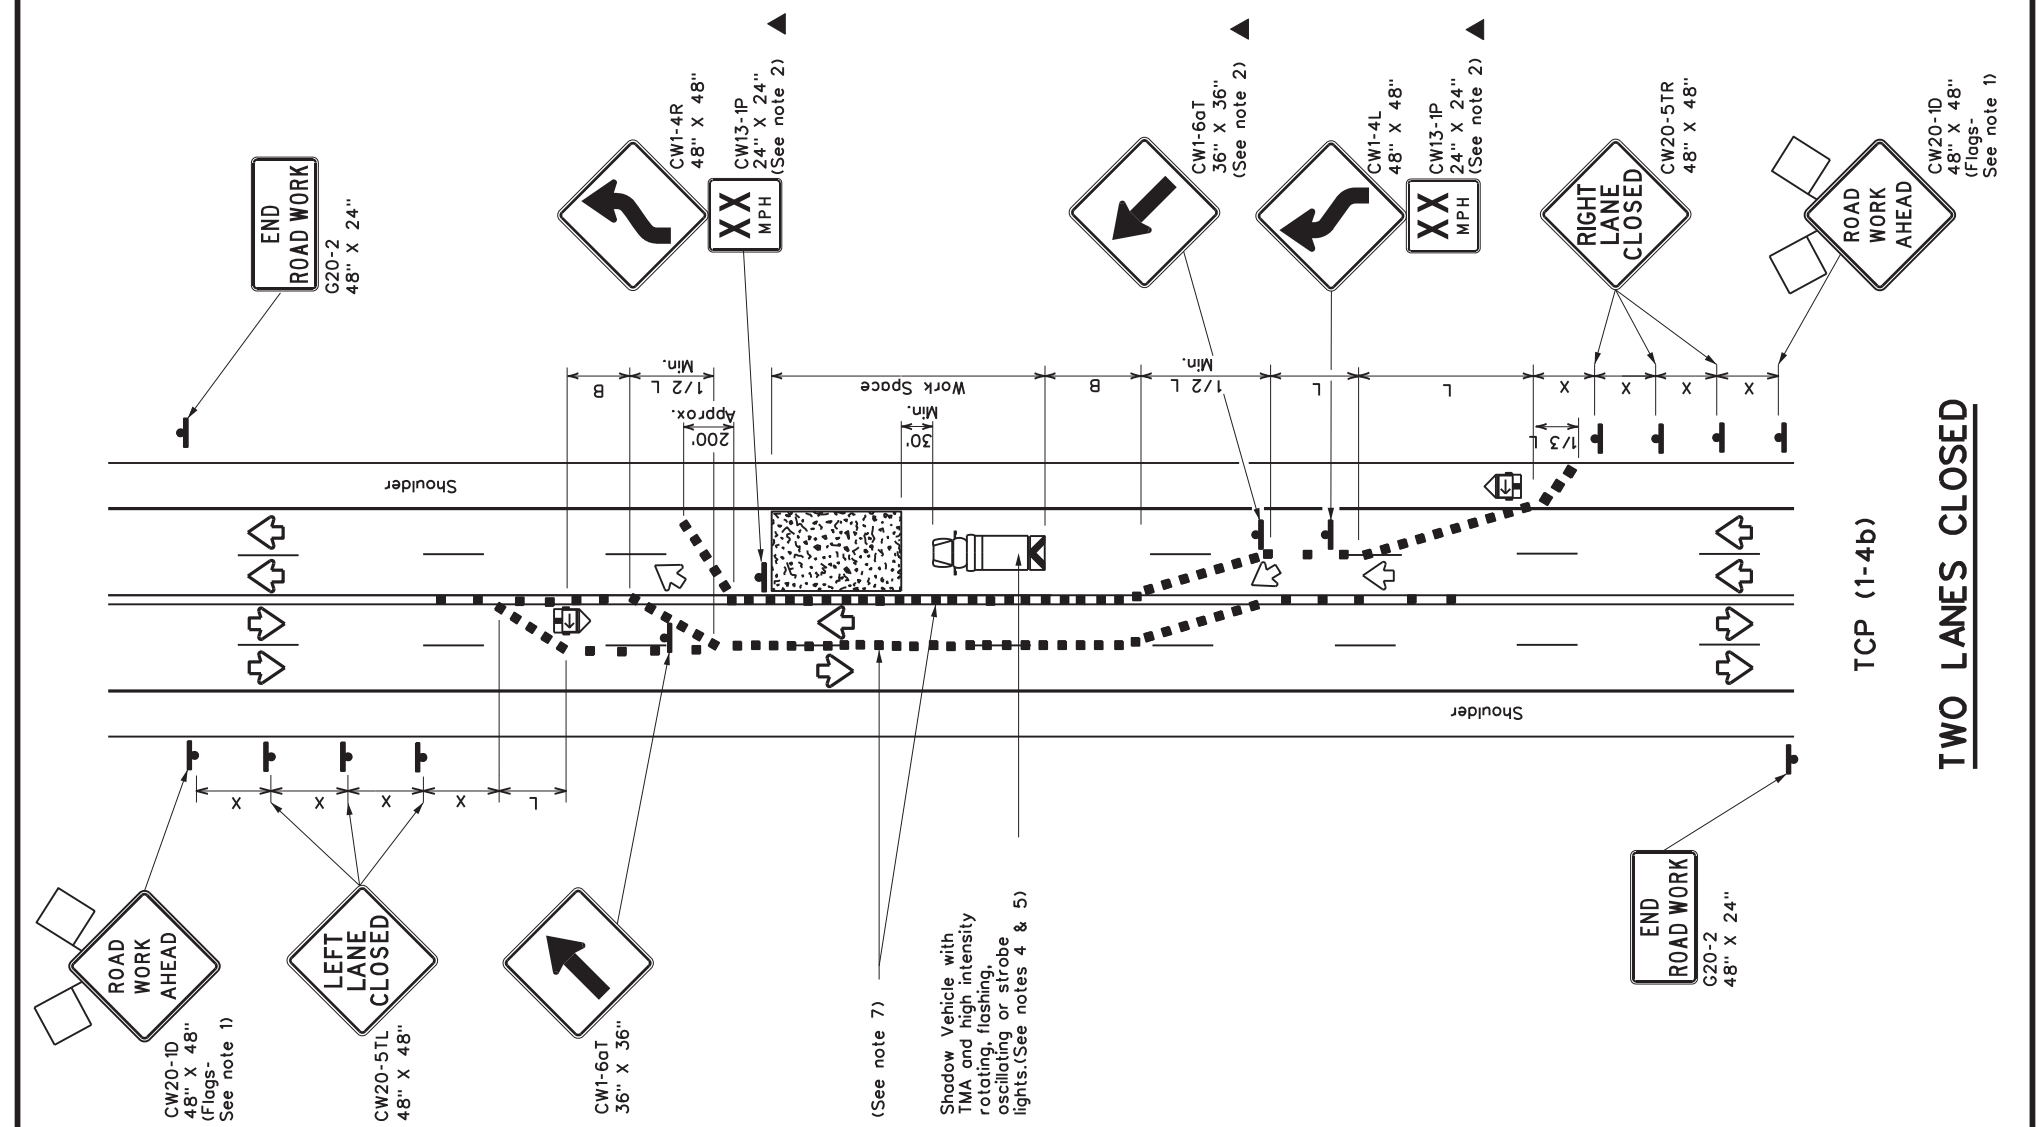 END
ROAD WORK
G20-2
48" X 24"
CW1-4R
48" X 48"
XX
MPH
CW13-1P
24" X 24"
(See note 2)
CW1-6aT
36" X 36"
(See note 2)
CW1-4L
48" X 48"
XX
MPH
CW13-1P
24" X 24"
(See note 2)
RIGHT
LANE
CLOSED
CW20-5TR
48" X 48"
ROAD
WORK
AHEAD
CW20-1D
48" X 48"
(Flags-
See note 1)
B
1/2 L
Min.
200'
Approx.
Work Space
30'
Min.
B
1/2 L
Min.
L
L
1/3 L
X
X
X
X
Shoulder
Shoulder
X
X
X
X
L
ROAD
WORK
AHEAD
CW20-1D
48" X 48"
(Flags-
See note 1)
LEFT
LANE
CLOSED
CW20-5TL
48" X 48"
CW1-6aT
36" X 36"
(See note 7)
Shadow Vehicle with
TMA and high intensity
rotating, flashing,
oscillating or strobe
lights.(See notes 4 & 5)
END
ROAD WORK
G20-2
48" X 24"
TCP (1-4b)
TWO LANES CLOSED